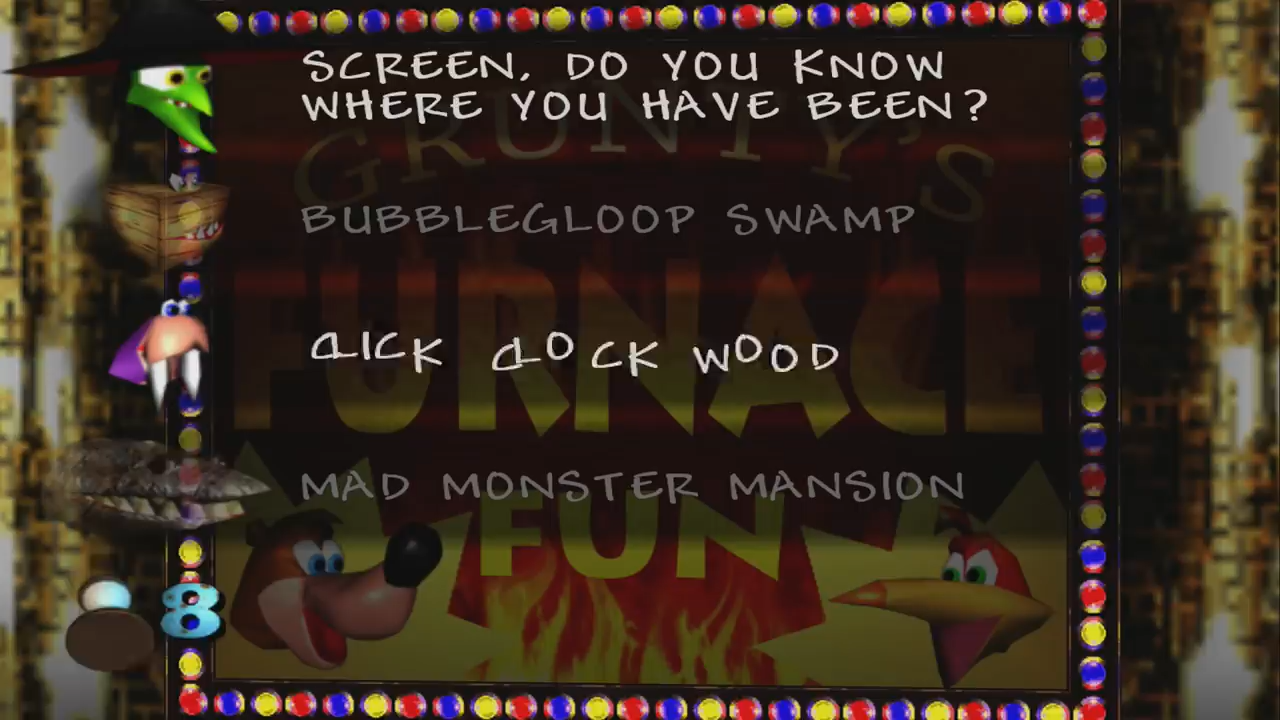 SCREEN, DO YOU KNOW
WHERE YOU HAVE BEEN?
GRUNTY'S
BUBBLEGLOOP SWAMP
FURNACE
CLICK CLOCK WOOD
MAD MONSTER MANSION
FUN
8